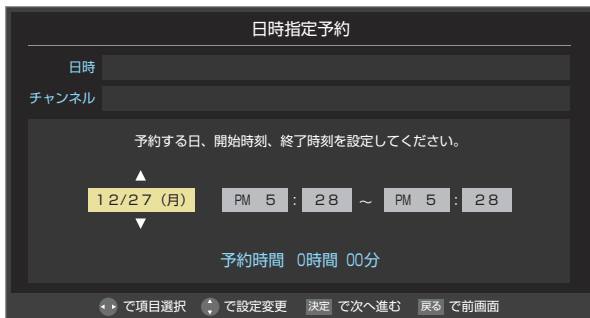 日時指定予約
日時
チャンネル
予約する日、開始時刻、終了時刻を設定してください。
▲
12/27(月) PM 5 : 28 ～ PM 5 : 28
▼
予約時間 0時間 00分
で項目選択 で設定変更 決定 で次へ進む 戻る で前画面